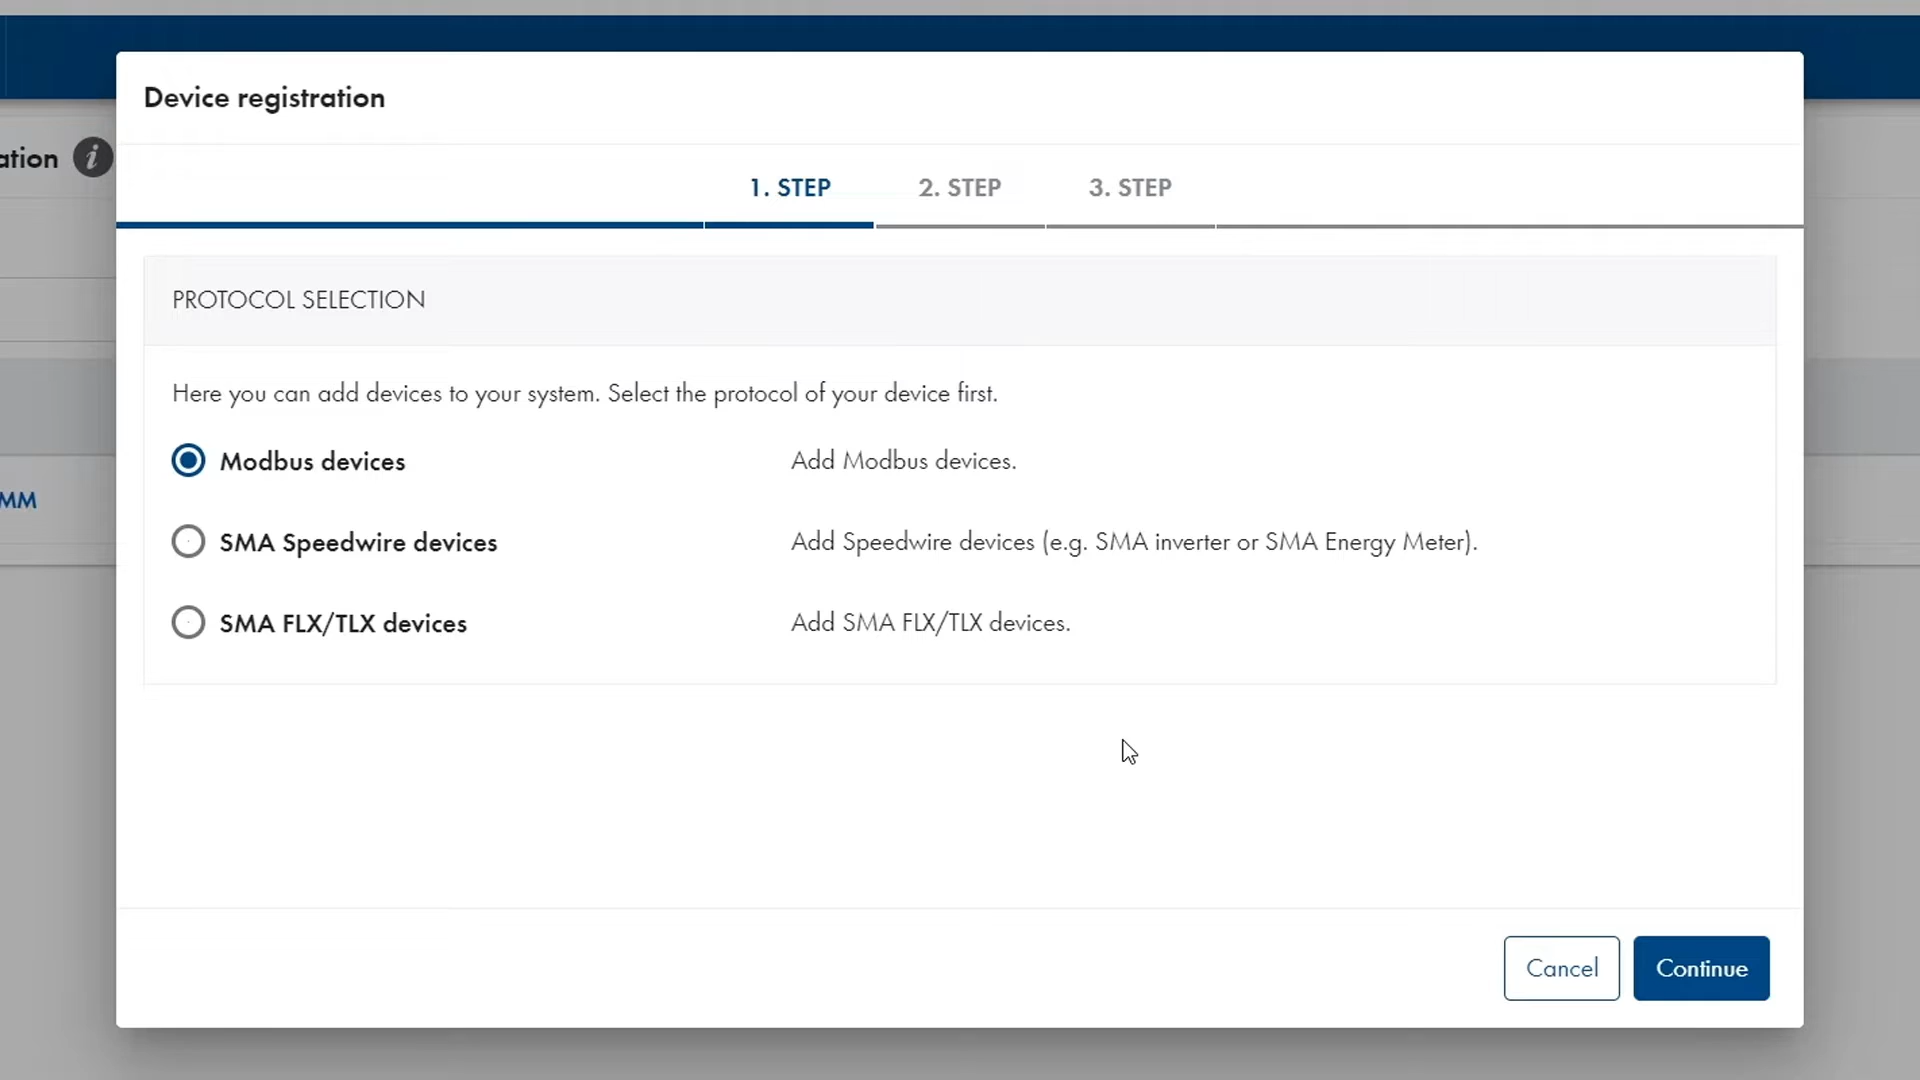 Device registration
ation i
1. STEP 2. STEP 3. STEP
PROTOCOL SELECTION
Here you can add devices to your system. Select the protocol of your device first.
MM
Modbus devices Add Modbus devices.
SMA Speedwire devices Add Speedwire devices (e.g. SMA inverter or SMA Energy Meter).
SMA FLX/TLX devices Add SMA FLX/TLX devices.
Cancel Continue